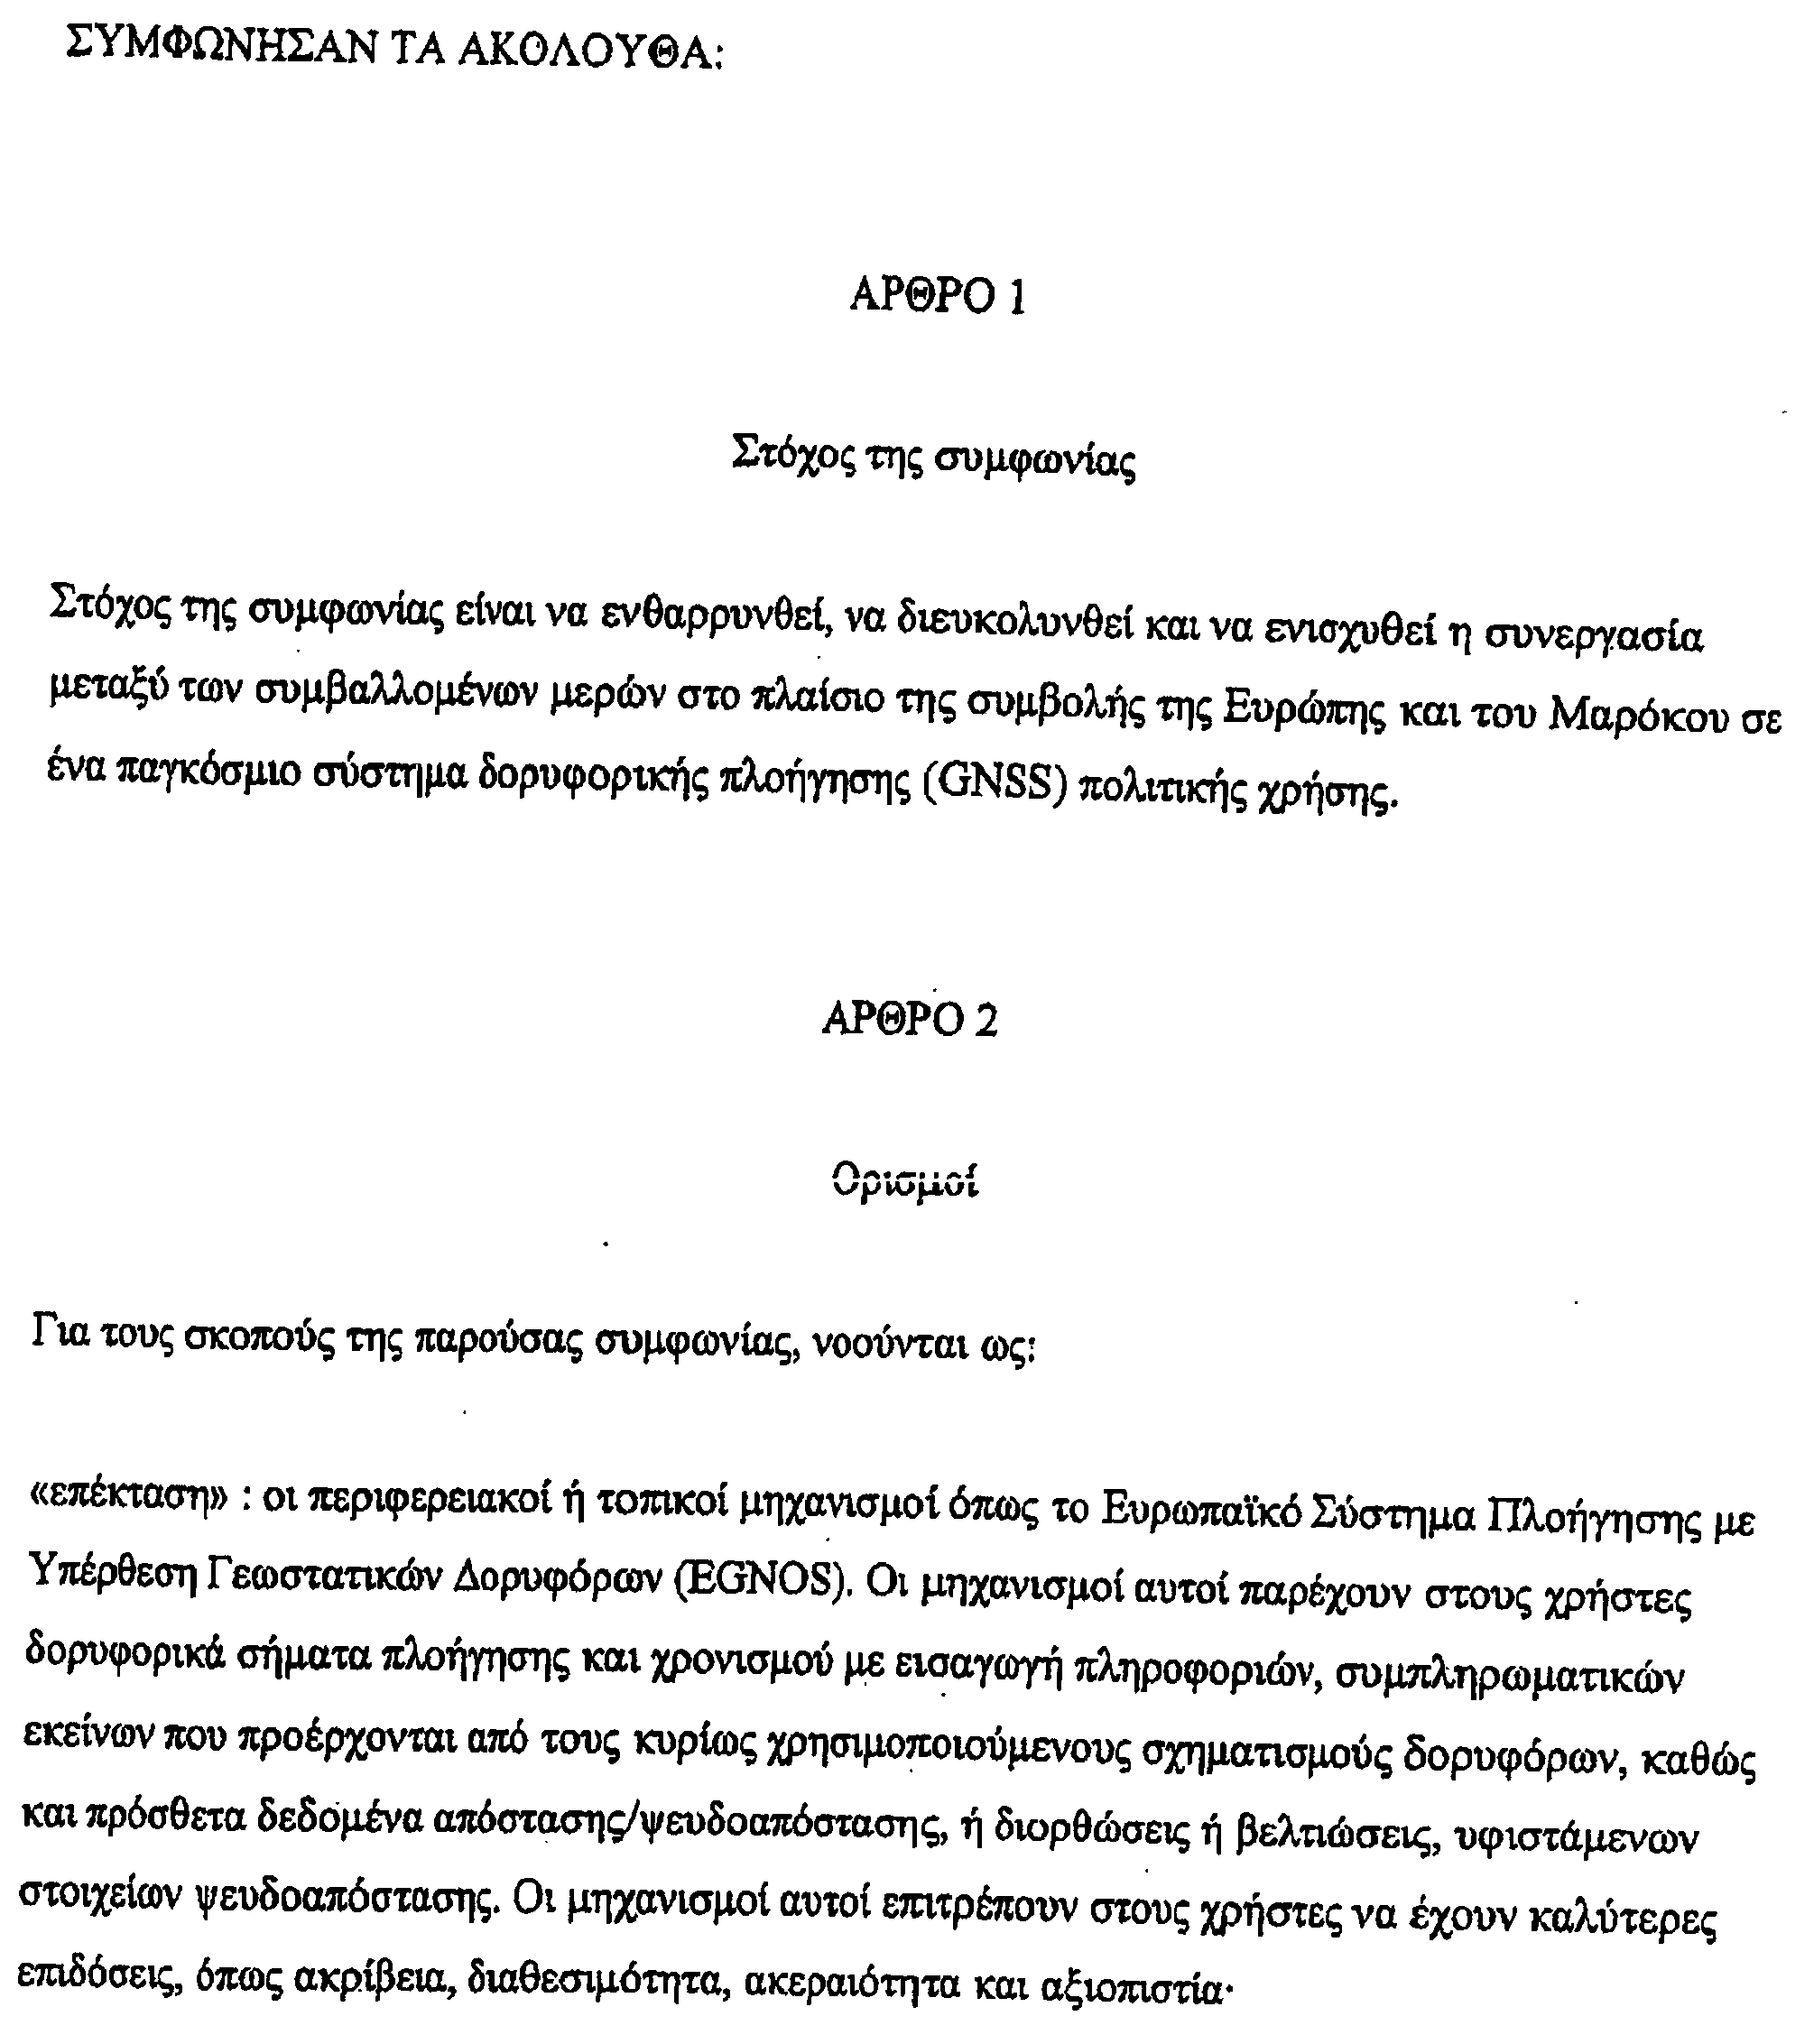 ΣΥΜΦΩΝΗΣΑΝ ΤΑ ΑΚΟΛΟΥΘΑ:
ΑΡΘΡΟ 1
Στόχος της συμφωνίας
Στόχος της συμφωνίας είναι να ενθαρρυνθεί, να διευκολυνθεί και να ενισχυθεί η συνεργασία
μεταξύ των συμβαλλομένων μερών στο πλαίσιο της συμβολής της Ευρώπης και του Μαρόκου σε
ένα παγκόσμιο σύστημα δορυφορικής πλοήγησης (GNSS) πολιτικής χρήσης.
ΑΡΘΡΟ 2
Ορισμοί
Για τους σκοπούς της παρούσας συμφωνίας, νοούνται ως:
«επέκταση» : οι περιφερειακοί ή τοπικοί μηχανισμοί όπως το Ευρωπαϊκό Σύστημα Πλοήγησης με
Υπέρθεση Γεωστατικών Δορυφόρων (EGNOS). Οι μηχανισμοί αυτοί παρέχουν στους χρήστες
δορυφορικά σήματα πλοήγησης και χρονισμού με εισαγωγή πληροφοριών, συμπληρωματικών
εκείνων που προέρχονται από τους κυρίως χρησιμοποιούμενους σχηματισμούς δορυφόρων, καθώς
και πρόσθετα δεδομένα απόστασης/ψευδοαπόστασης, ή διορθώσεις ή βελτιώσεις, υφιστάμενων
στοιχείων ψευδοαπόστασης. Οι μηχανισμοί αυτοί επιτρέπουν στους χρήστες να έχουν καλύτερες
επιδόσεις, όπως ακρίβεια, διαθεσιμότητα, ακεραιότητα και αξιοπιστία·